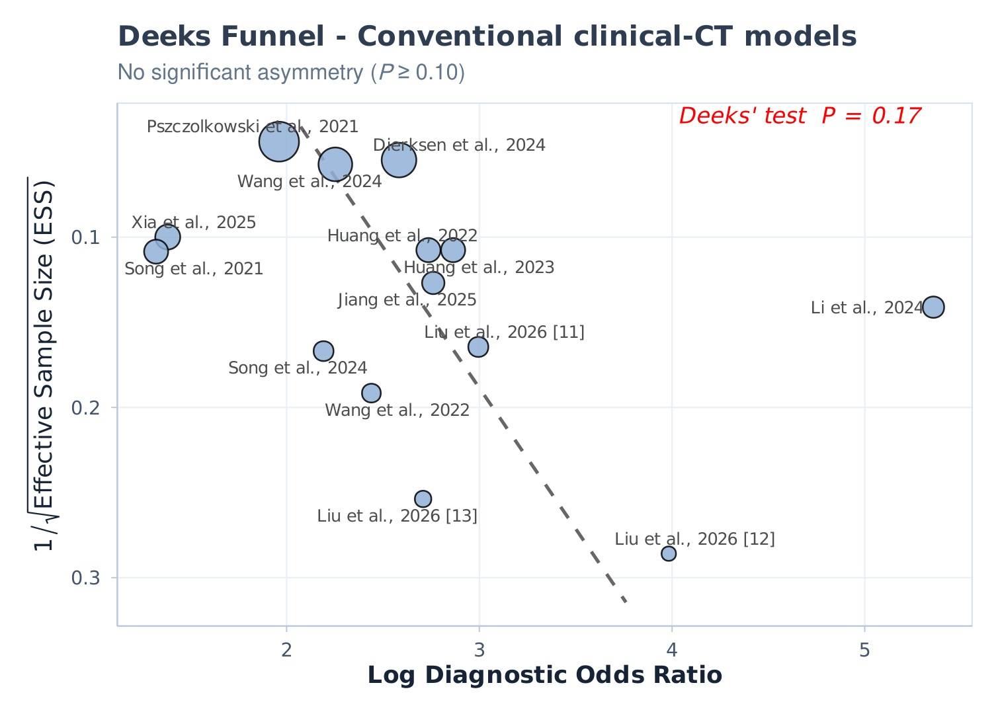 Deeks Funnel - Conventional clinical-CT models
No significant asymmetry (P ≥ 0.10)
Deeks' test P = 0.17
Pszczolkowski et al., 2021
Dierksen et al., 2024
Wang et al., 2024
Xia et al., 2025
Huang et al., 2022
Song et al., 2021
Huang et al., 2023
Jiang et al., 2025
Li et al., 2024
Liu et al., 2026 [11]
Song et al., 2024
Wang et al., 2022
Liu et al., 2026 [13]
Liu et al., 2026 [12]
0.1
0.2
0.3
1/√Effective Sample Size (ESS)
2 3 4 5
Log Diagnostic Odds Ratio